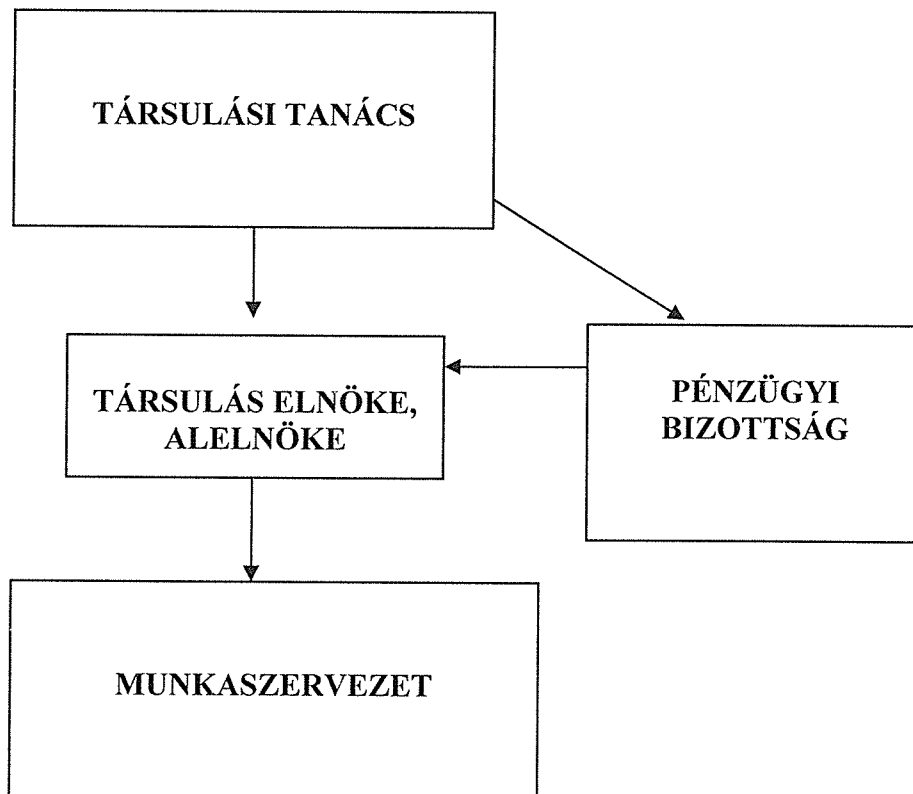 TÁRSULÁSI TANÁCS
TÁRSULÁS ELNÖKE,
ALELNÖKE
PÉNZÜGYI
BIZOTTSÁG
MUNKASZERVEZET